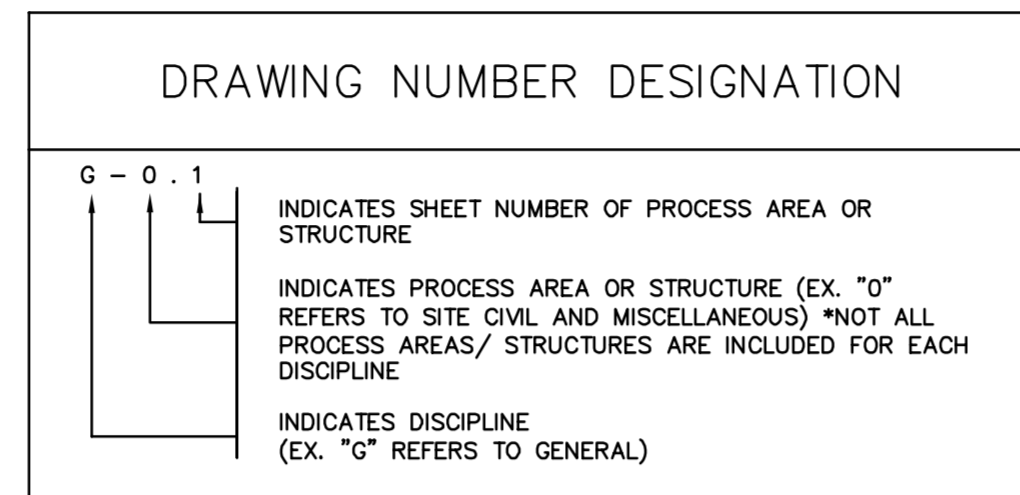 DRAWING NUMBER DESIGNATION
G - 0 . 1
INDICATES SHEET NUMBER OF PROCESS AREA OR
STRUCTURE
INDICATES PROCESS AREA OR STRUCTURE (EX. "0"
REFERS TO SITE CIVIL AND MISCELLANEOUS) *NOT ALL
PROCESS AREAS/ STRUCTURES ARE INCLUDED FOR EACH
DISCIPLINE
INDICATES DISCIPLINE
(EX. "G" REFERS TO GENERAL)